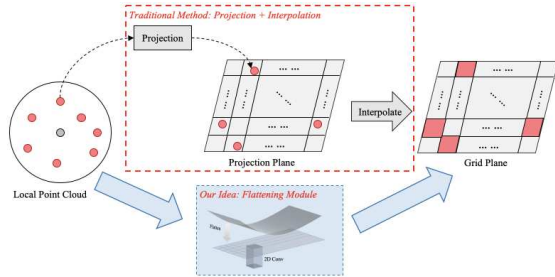 Traditional Method: Projection + Interpolation
Projection
Interpolate
Local Point Cloud
Projection Plane
Grid Plane
Our Idea: Flattening Module
Flatten
2D Conv